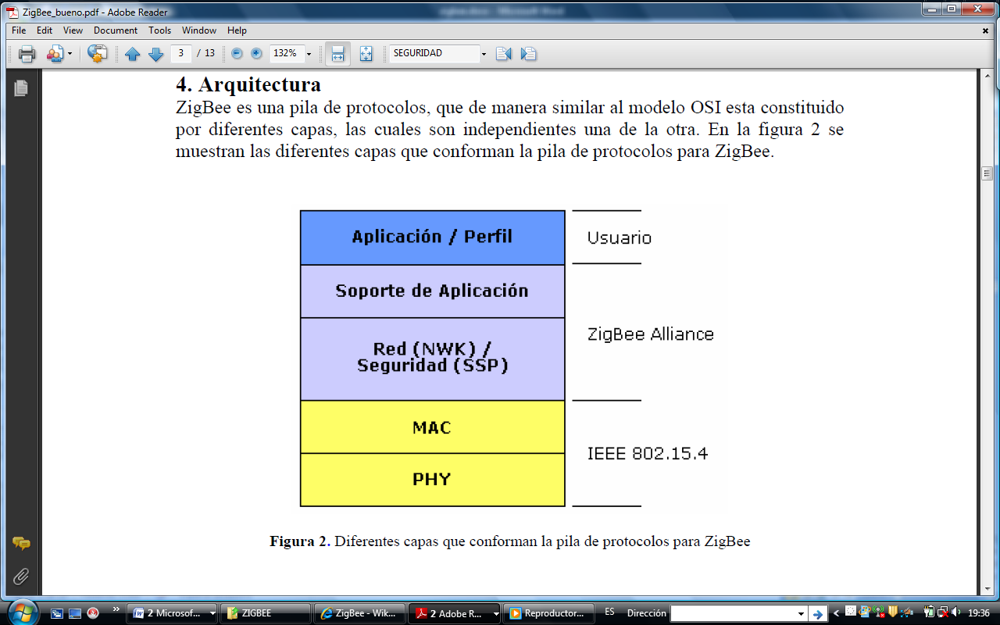 ZigBee_bueno.pdf - Adobe Reader
File Edit View Document Tools Window Help
3 / 13 132% SEGURIDAD
4. Arquitectura
ZigBee es una pila de protocolos, que de manera similar al modelo OSI esta constituido
por diferentes capas, las cuales son independientes una de la otra. En la figura 2 se
muestran las diferentes capas que conforman la pila de protocolos para ZigBee.
Aplicación / Perfil
Usuario
Soporte de Aplicación
ZigBee Alliance
Red (NWK) /
Seguridad (SSP)
MAC
IEEE 802.15.4
PHY
Figura 2. Diferentes capas que conforman la pila de protocolos para ZigBee
2 Microsof... ZIGBEE ZigBee - Wik... 2 Adobe R... Reproductor... ES Dirección 19:36